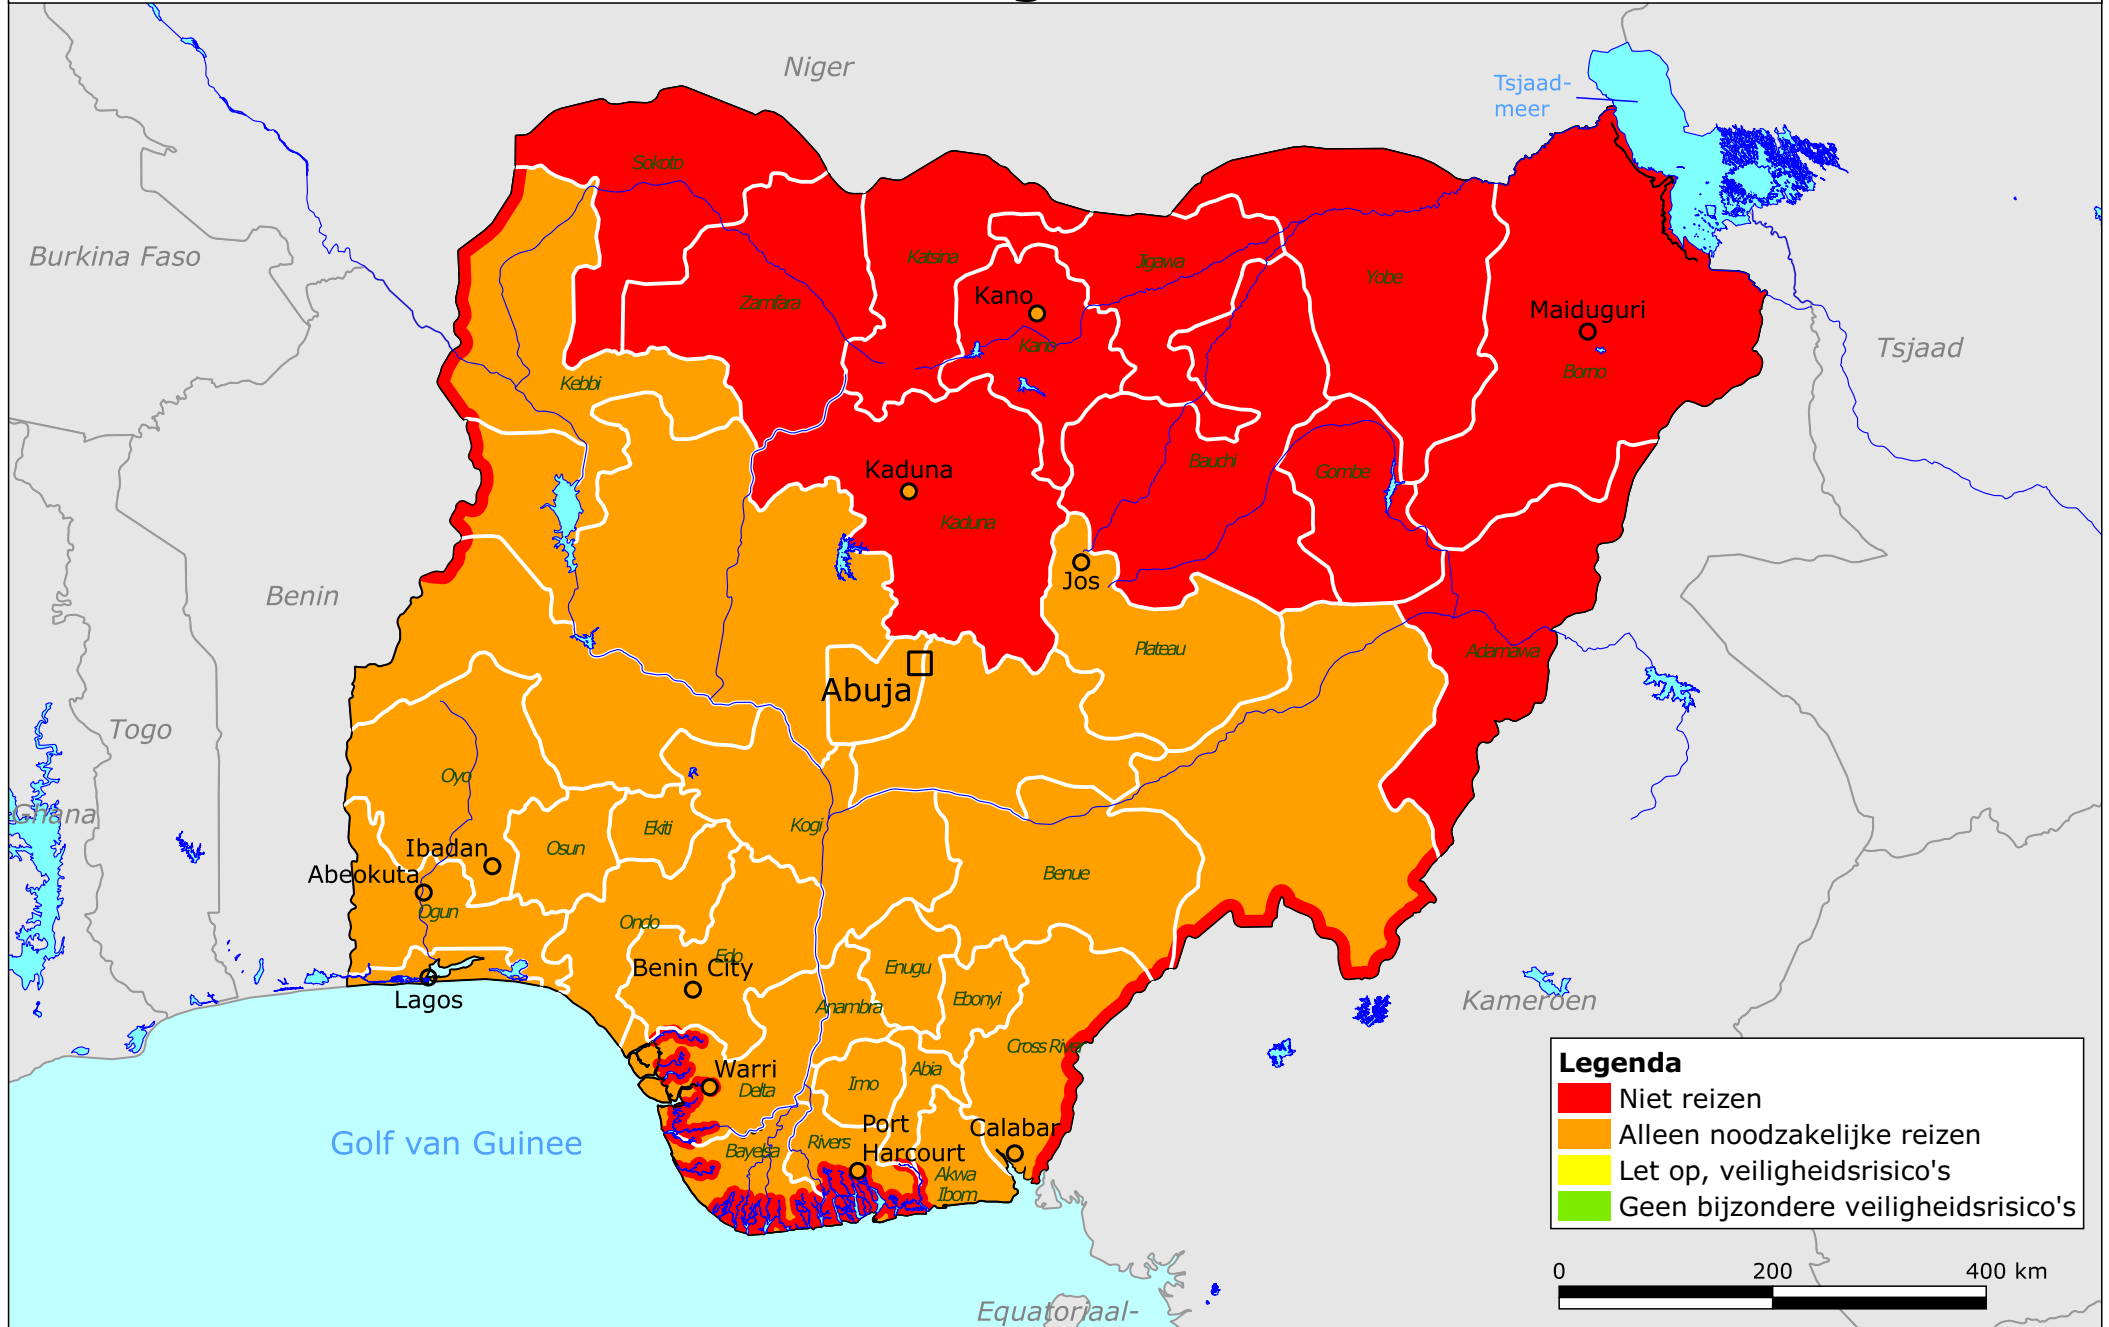 Niger
Tsjaad-
meer
Sokoto
Burkina Faso
Katsina
Jigawa
Yobe
Zamfara
Kano
Maiduguri
Kano
Tsjaad
Borno
Kebbi
Kaduna
Bauchi
Gombe
Kaduna
Jos
Benin
Plateau
Adamawa
Abuja
Togo
Oyo
Ghana
Kogi
Ekiti
Osun
Ibadan
Abeokuta
Benue
Ogun
Ondo
Edo
Benin City
Enugu
Lagos
Anambra
Ebonyi
Kameroen
Cross River
Warri
Delta
Imo
Abia
Golf van Guinee
Bayelsa
Rivers
Port
Harcourt
Calabar
Akwa
Ibom
Legenda
Niet reizen
Alleen noodzakelijke reizen
Let op, veiligheidsrisico's
Geen bijzondere veiligheidsrisico's
0 200 400 km
Equatoriaal-